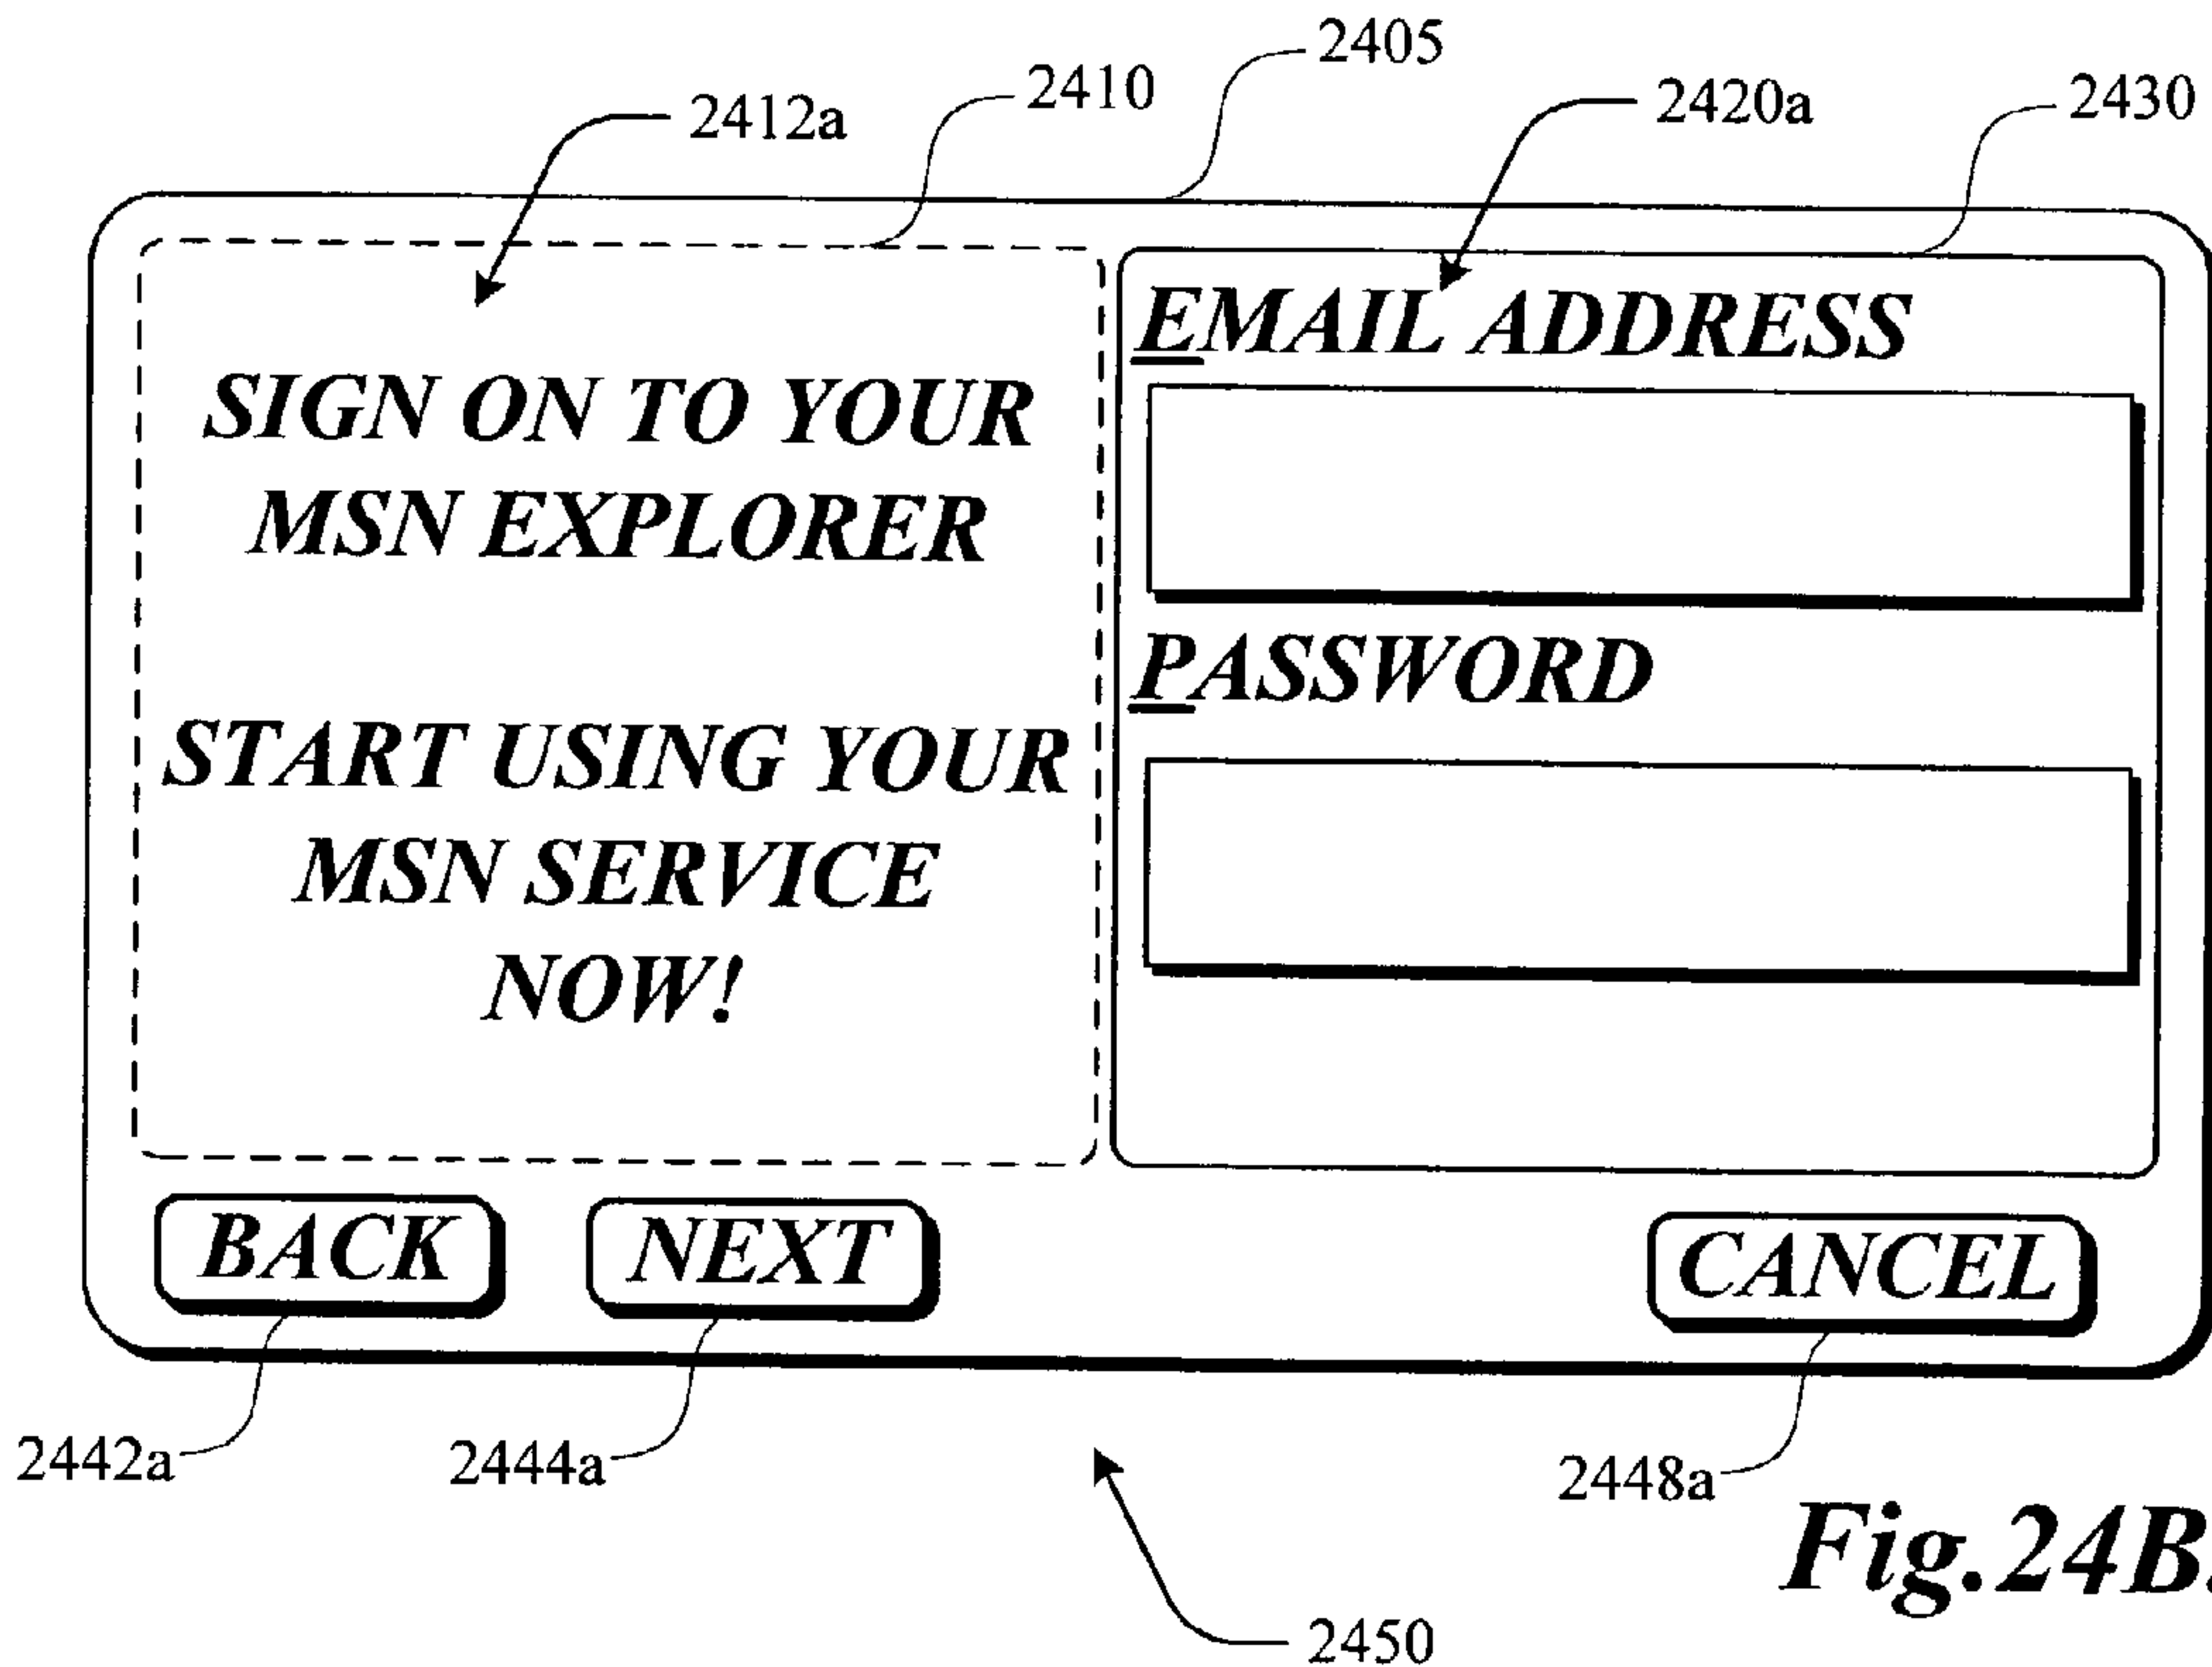 2405
2410
2412a
2420a
2430
SIGN ON TO YOUR
MSN EXPLORER
START USING YOUR
MSN SERVICE
NOW!
EMAIL ADDRESS
PASSWORD
BACK
NEXT
CANCEL
2442a
2444a
2448a
2450
Fig.24B.